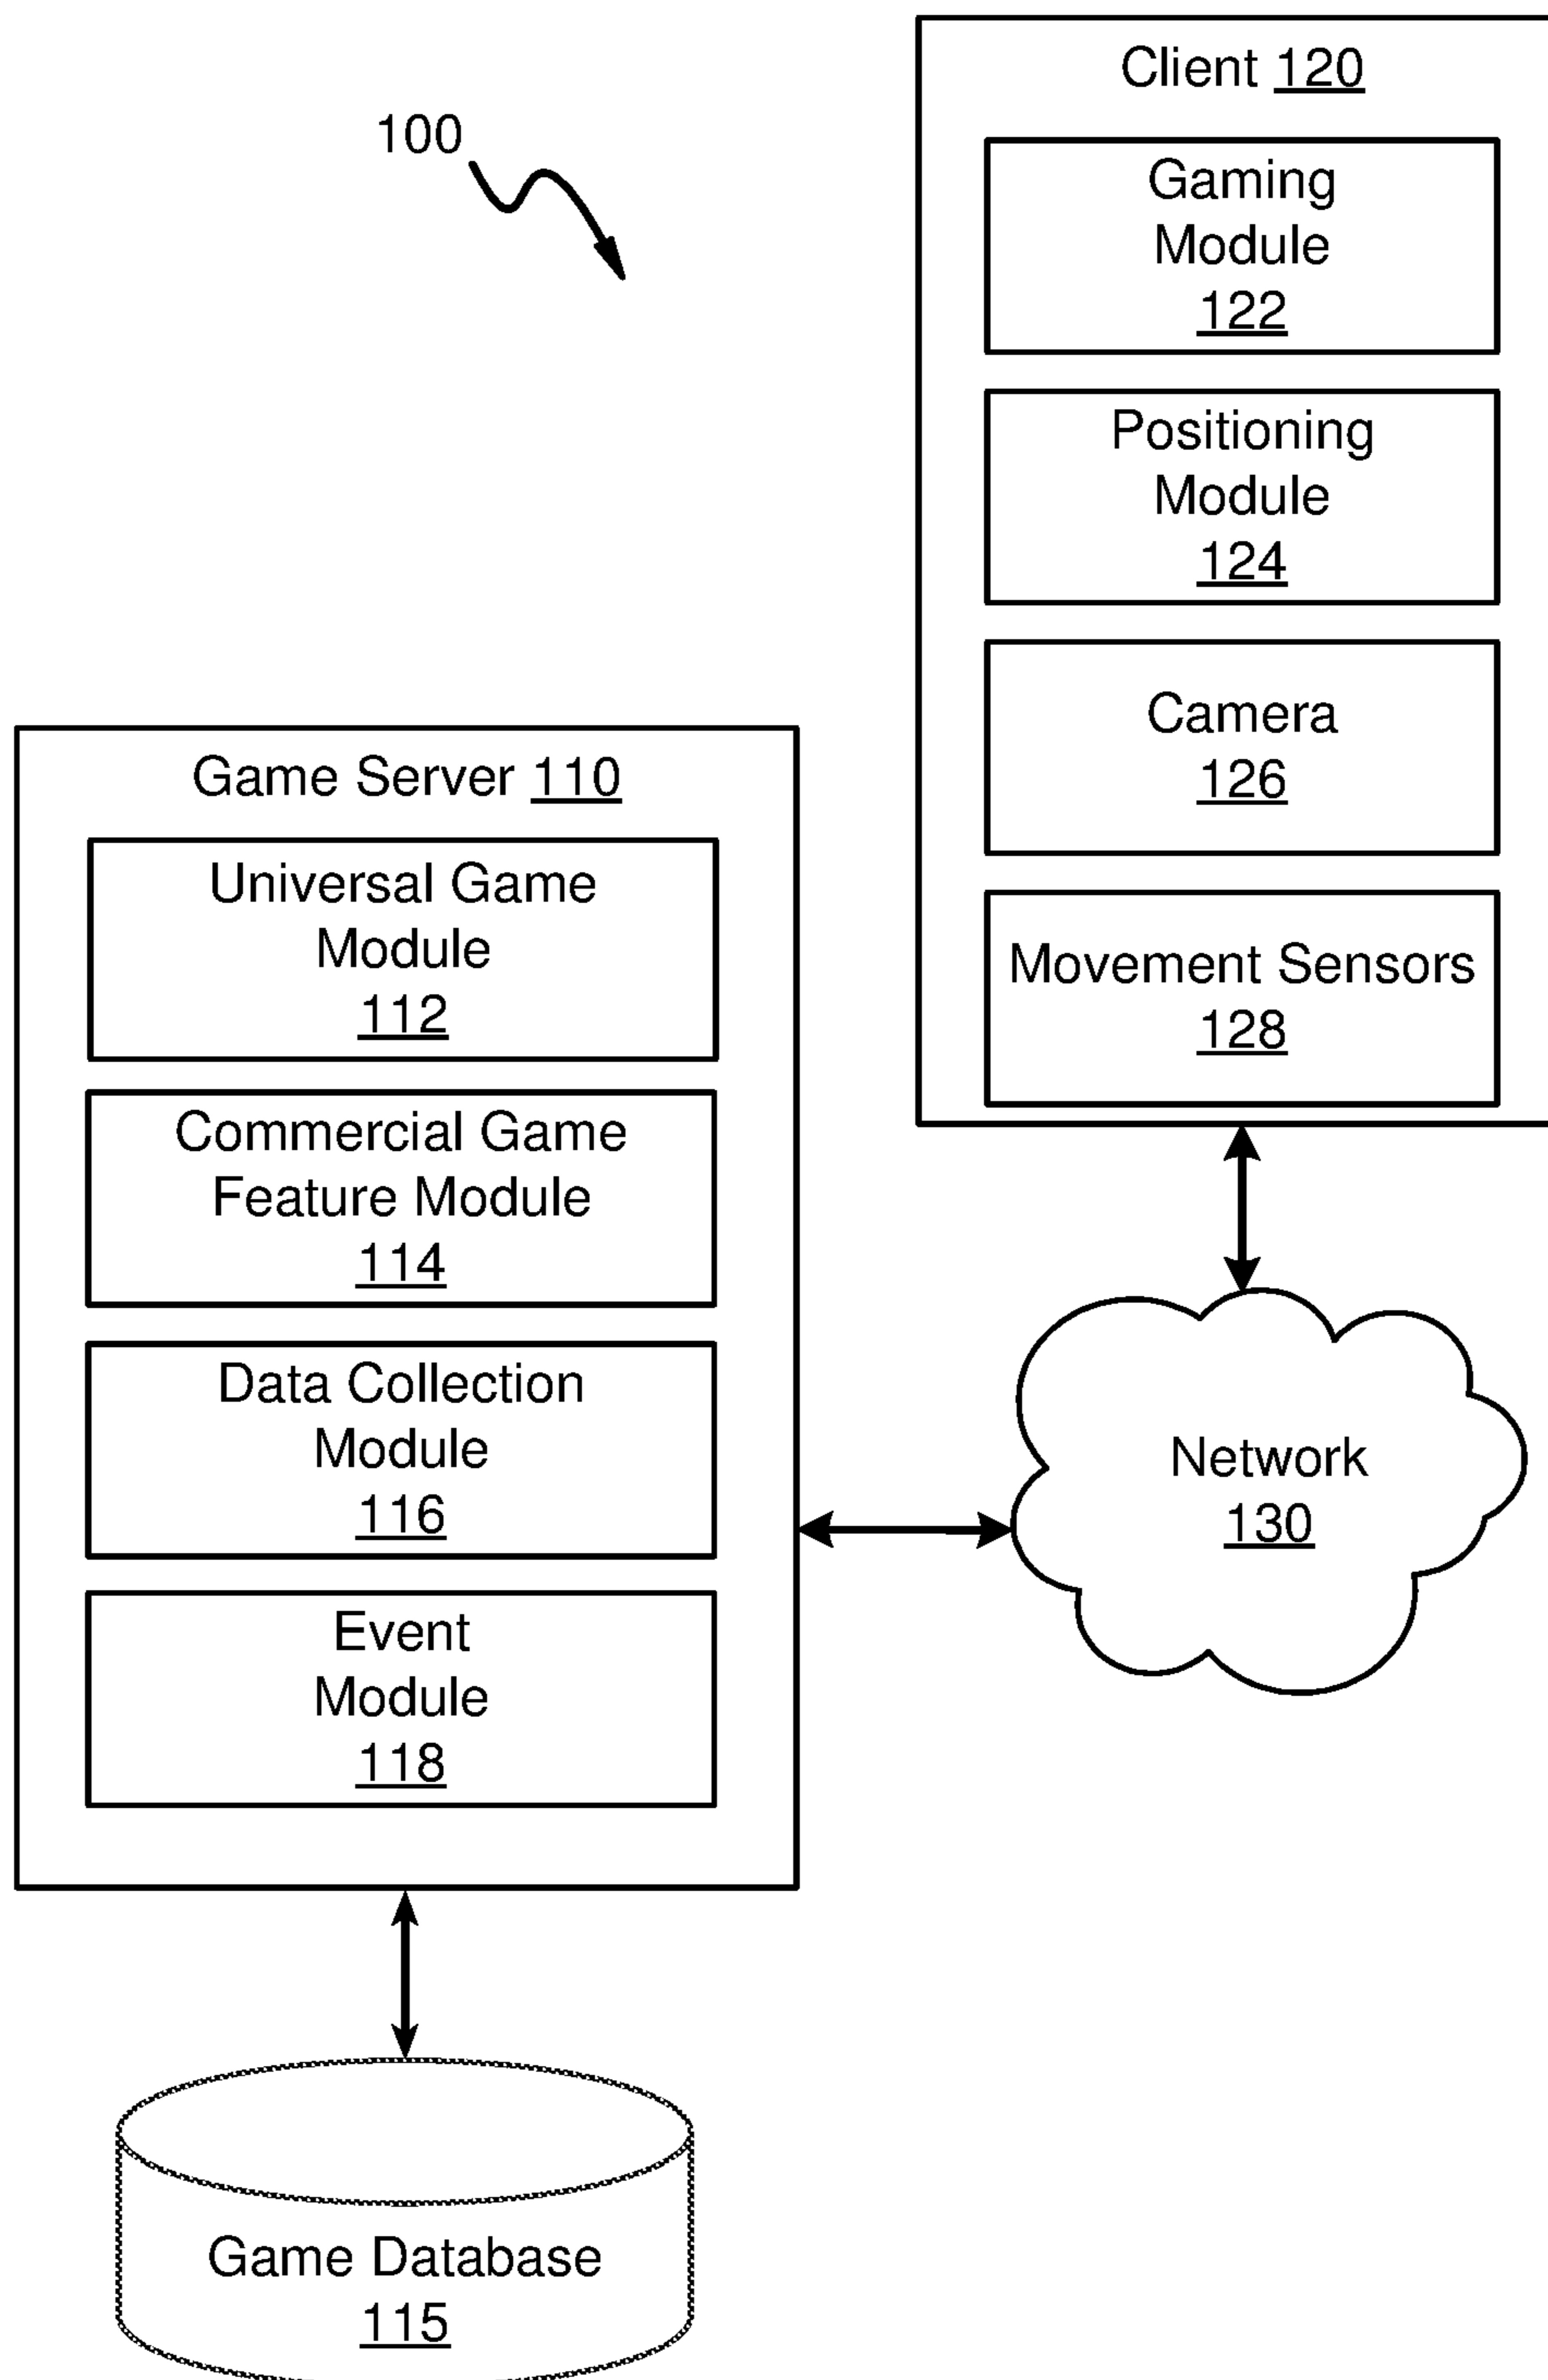 100
Client 120
Gaming
Module
122
Positioning
Module
124
Camera
126
Movement Sensors
128
Game Server 110
Universal Game
Module
112
Commercial Game
Feature Module
114
Data Collection
Module
116
Event
Module
118
Network
130
Game Database
115